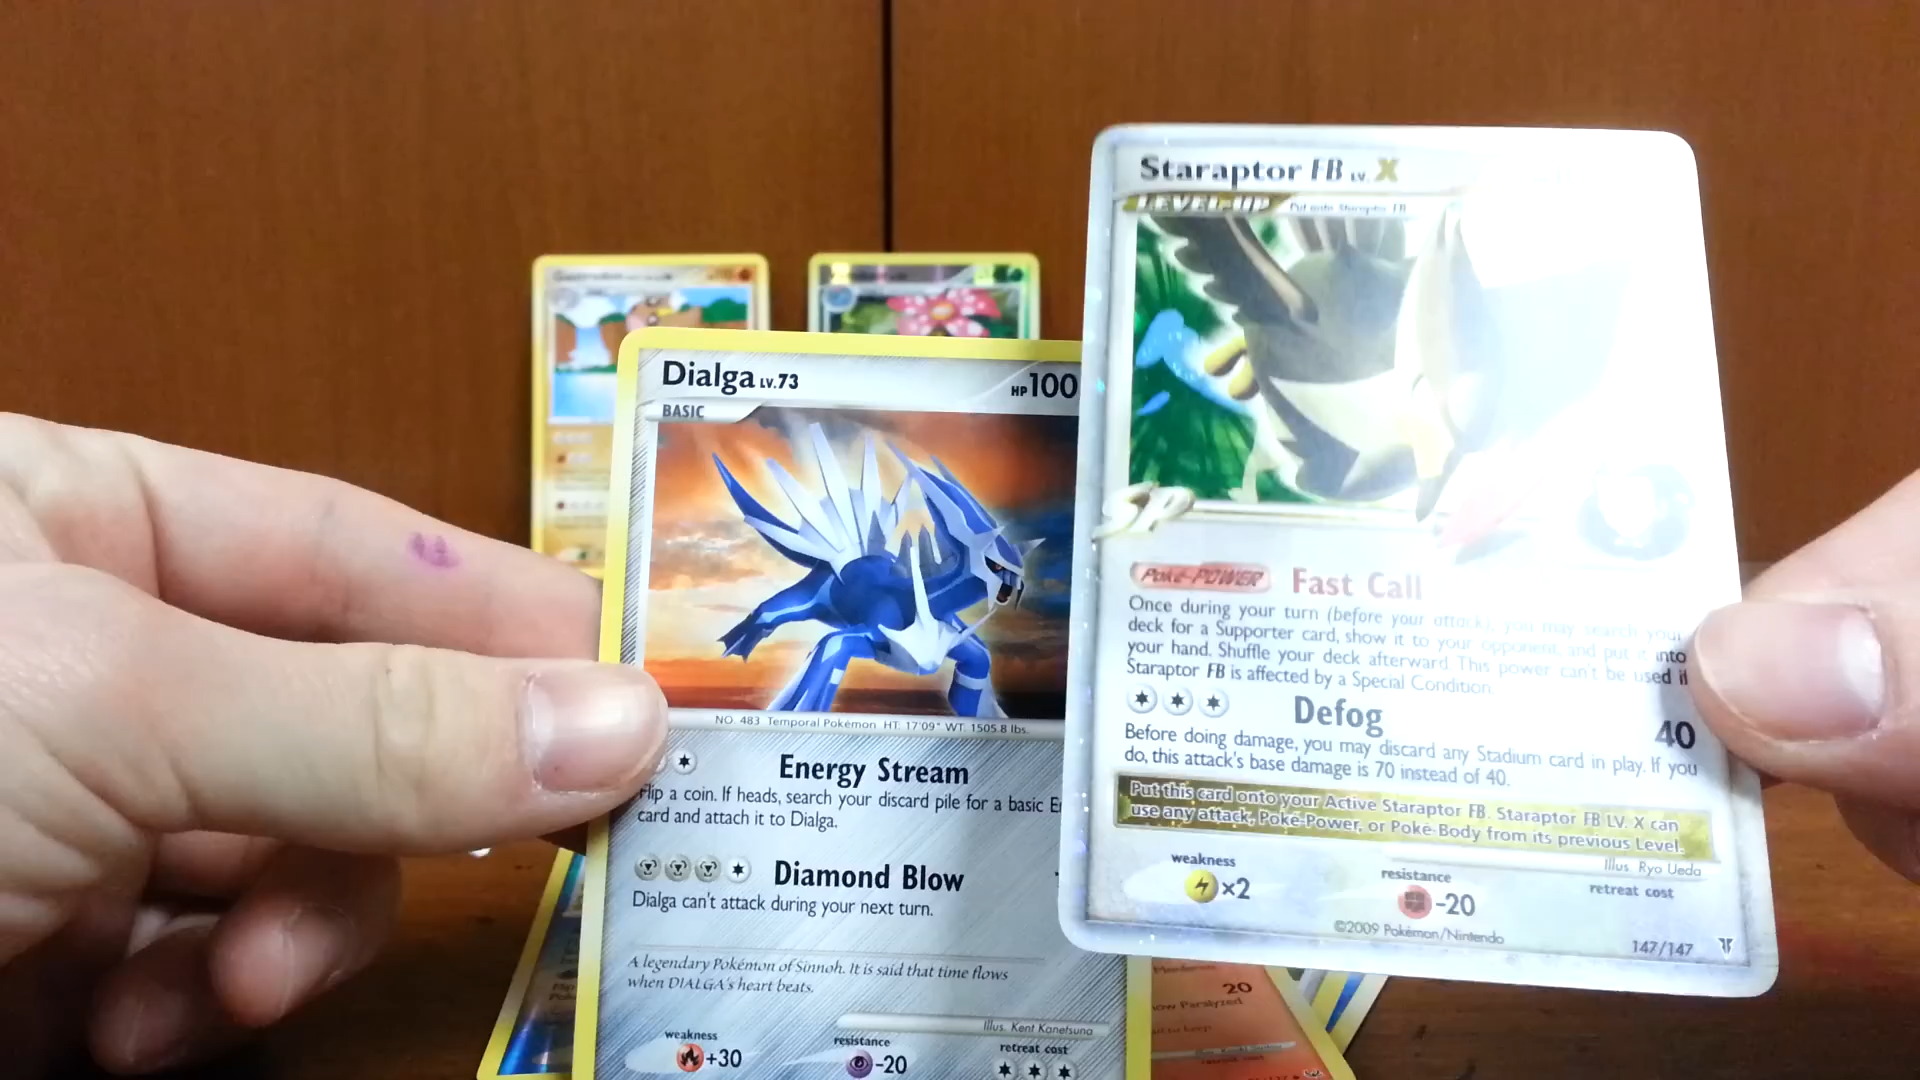 Dialga LV.73
HP 100
BASIC
NO. 483 Temporal Pokémon HT: 17'09" WT: 1505.8 lbs.
Energy Stream
Flip a coin. If heads, search your discard pile for a basic
card and attach it to Dialga.
Diamond Blow
Dialga can't attack during your next turn.
A legendary Pokémon of Sinnoh. It is said that time flows
when DIALGA's heart beats.
Illus. Kent Kanetsuna
weakness
+30
resistance
-20
retreat cost
Staraptor FB LV.X
LEVEL-UP Put onto Staraptor FB
SP
Poké-POWER Fast Call
Once during your turn (before your attack), you may search your
deck for a Supporter card, show it to your opponent, and put it into
your hand. Shuffle your deck afterward. This power can't be used if
Staraptor FB is affected by a Special Condition.
Defog 40
Before doing damage, you may discard any Stadium card in play. If you
do, this attack's base damage is 70 instead of 40.
Put this card onto your Active Staraptor FB. Staraptor FB LV. X can
use any attack, Poké-Power, or Poké-Body from its previous Level.
Illus. Ryo Ueda
weakness
×2
resistance
-20
retreat cost
©2009 Pokémon/Nintendo
147/147
20
now Paralyzed